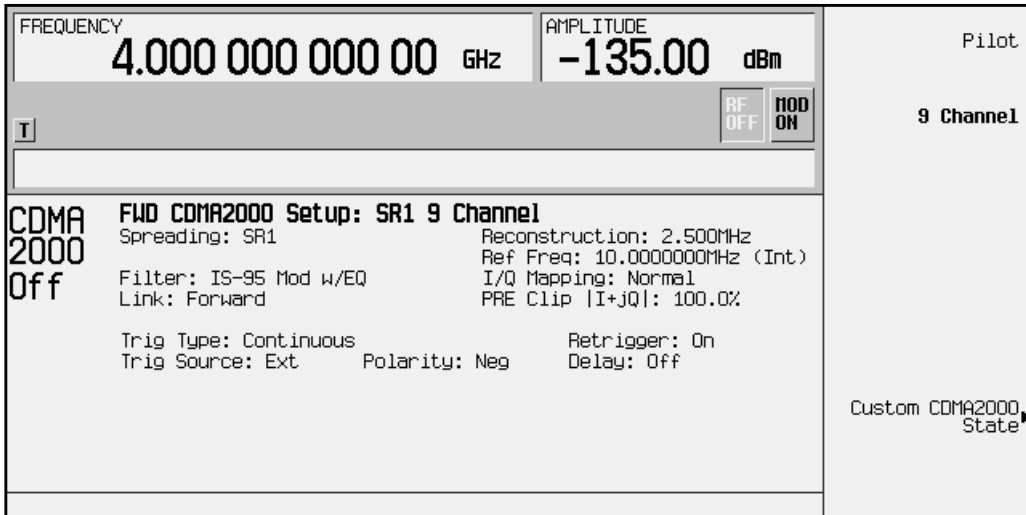 FREQUENCY
4.000 000 000 00 GHz
AMPLITUDE
-135.00 dBm
RF OFF
MOD ON
T
CDMA
2000
Off
FWD CDMA2000 Setup: SR1 9 Channel
Spreading: SR1
Reconstruction: 2.500MHz
Ref Freq: 10.0000000MHz (Int)
Filter: IS-95 Mod w/EQ
I/Q Mapping: Normal
Link: Forward
PRE Clip |I+jQ|: 100.0%
Trig Type: Continuous
Retrigger: On
Trig Source: Ext
Polarity: Neg
Delay: Off
Pilot
9 Channel
Custom CDMA2000
State